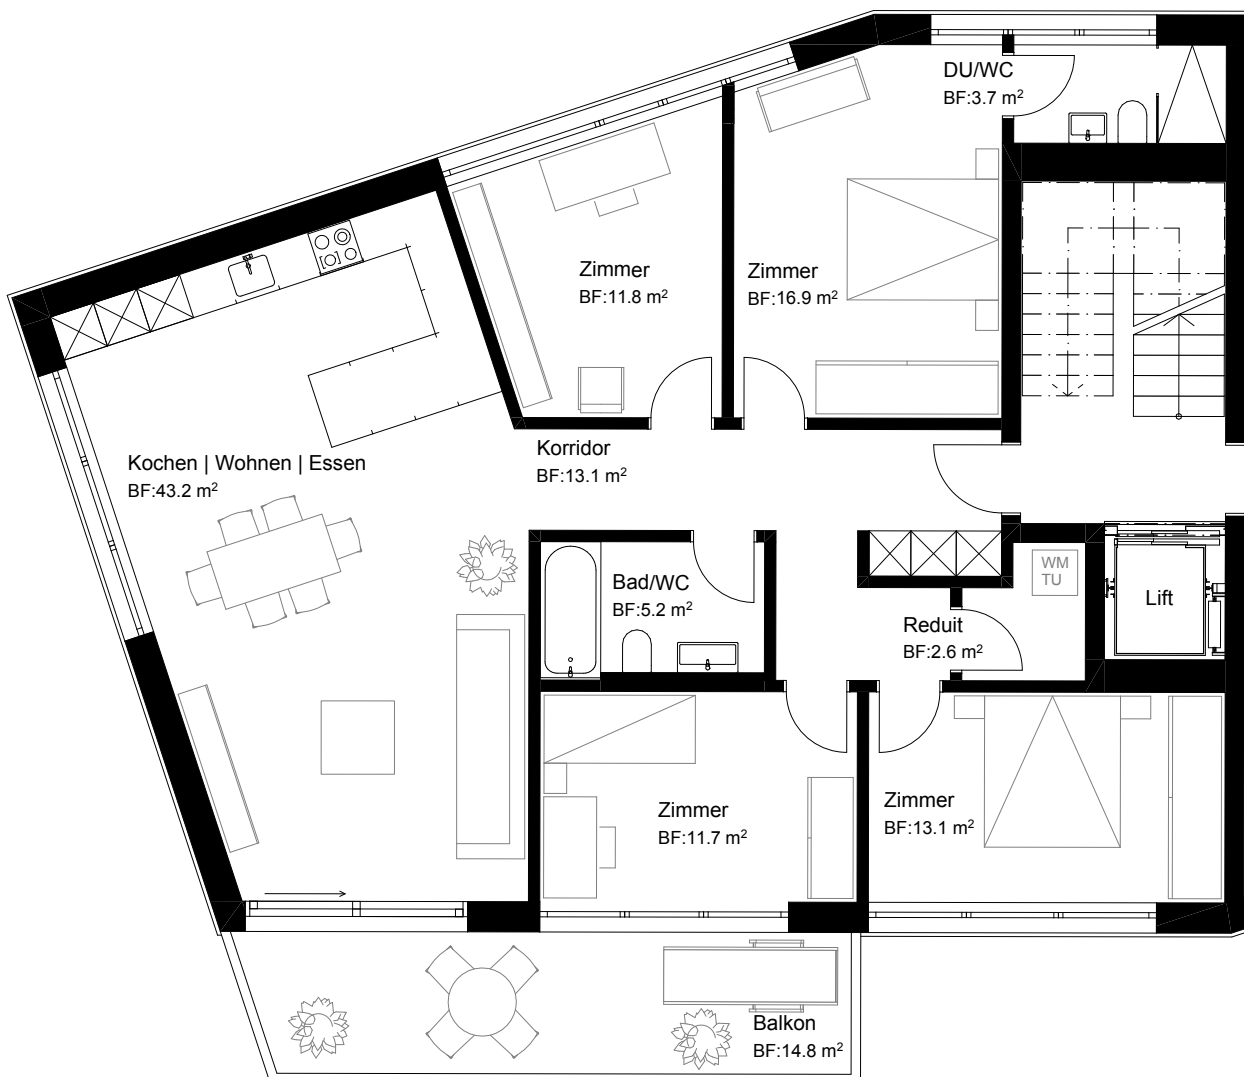 DU/WC
BF:3.7 m²
Zimmer
BF:11.8 m²
Zimmer
BF:16.9 m²
Kochen | Wohnen | Essen
BF:43.2 m²
Korridor
BF:13.1 m²
Bad/WC
BF:5.2 m²
WM
TU
Lift
Reduit
BF:2.6 m²
Zimmer
BF:11.7 m²
Zimmer
BF:13.1 m²
Balkon
BF:14.8 m²